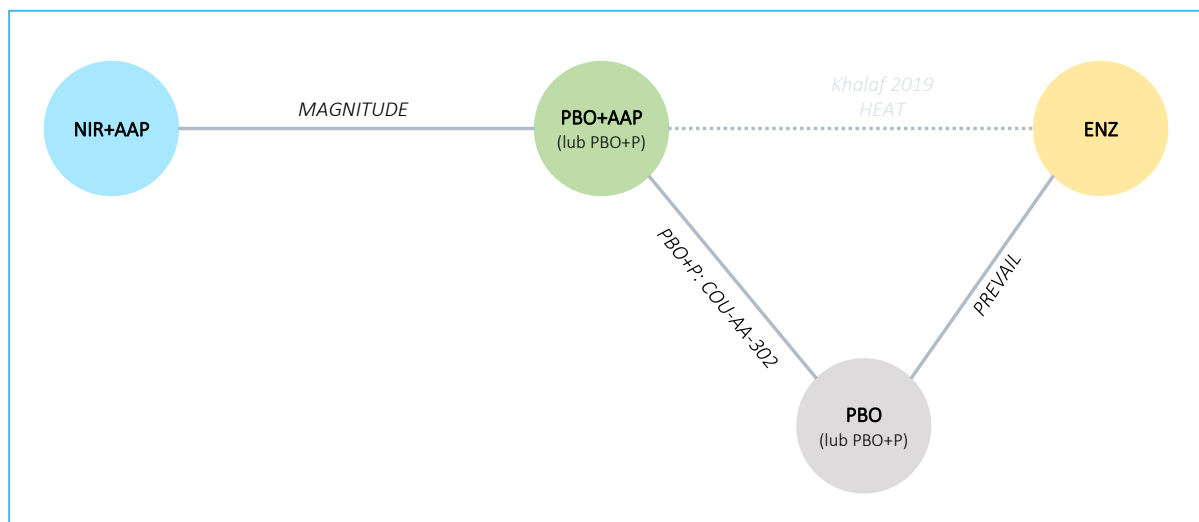 NIR+AAP
MAGNITUDE
PBO+AAP
(lub PBO+P)
Khalaf 2019
HEAT
ENZ
PBO+P: COU-AA-302
PREVAIL
PBO
(lub PBO+P)